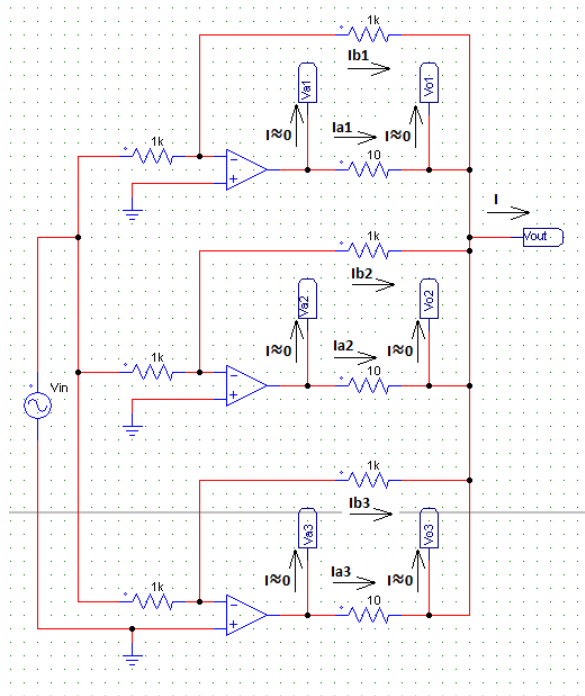 1k
Ib1
Va1
Vo1
I≈0
Ia1
I≈0
1k
10
I
1k
Vout
Ib2
Va2
Vo2
I≈0
Ia2
I≈0
1k
10
Vin
1k
Ib3
Va3
Vo3
I≈0
Ia3
I≈0
1k
10